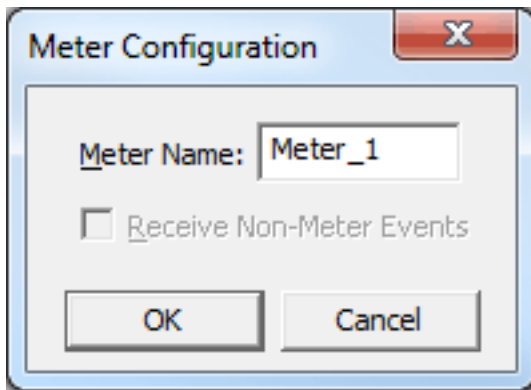 Meter Configuration
Meter Name: Meter_1
Receive Non-Meter Events
OK Cancel